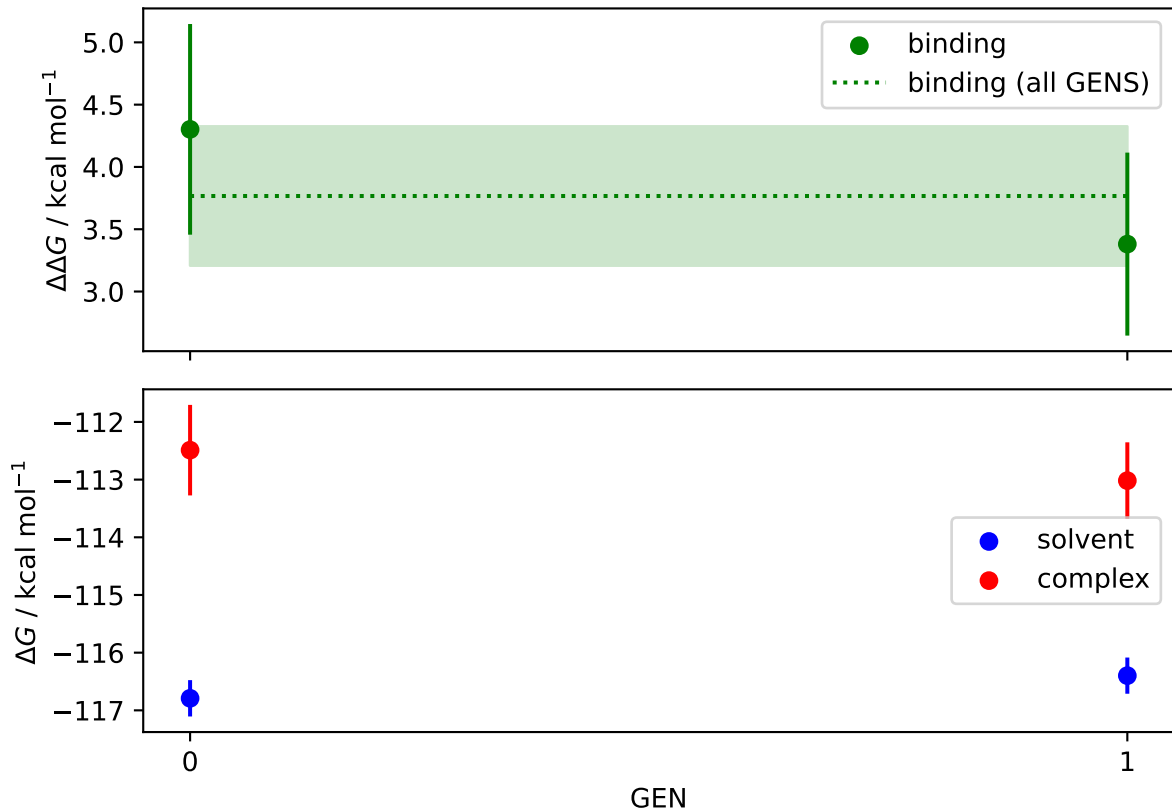 5.0
4.5
4.0
3.5
3.0
ΔΔG / kcal mol⁻¹
binding
binding (all GENS)
−112
−113
−114
−115
−116
−117
ΔG / kcal mol⁻¹
solvent
complex
0
1
GEN